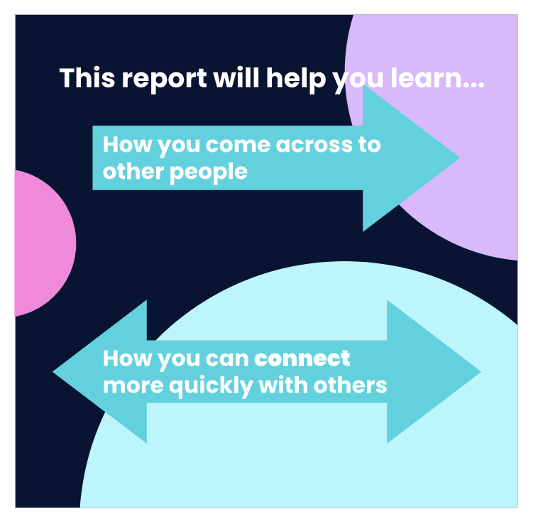 This report will help you learn...
How you come across to
other people
How you can connect
more quickly with others